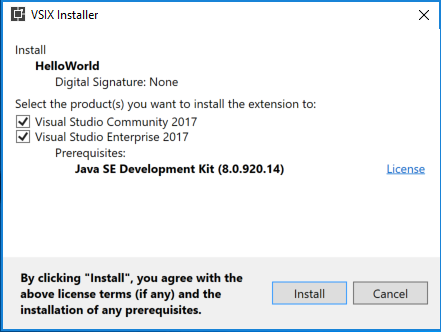 VSIX Installer
Install
HelloWorld
Digital Signature: None
Select the product(s) you want to install the extension to:
Visual Studio Community 2017
Visual Studio Enterprise 2017
Prerequisites:
Java SE Development Kit (8.0.920.14) License
By clicking "Install", you agree with the
above license terms (if any) and the
installation of any prerequisites.
Install Cancel